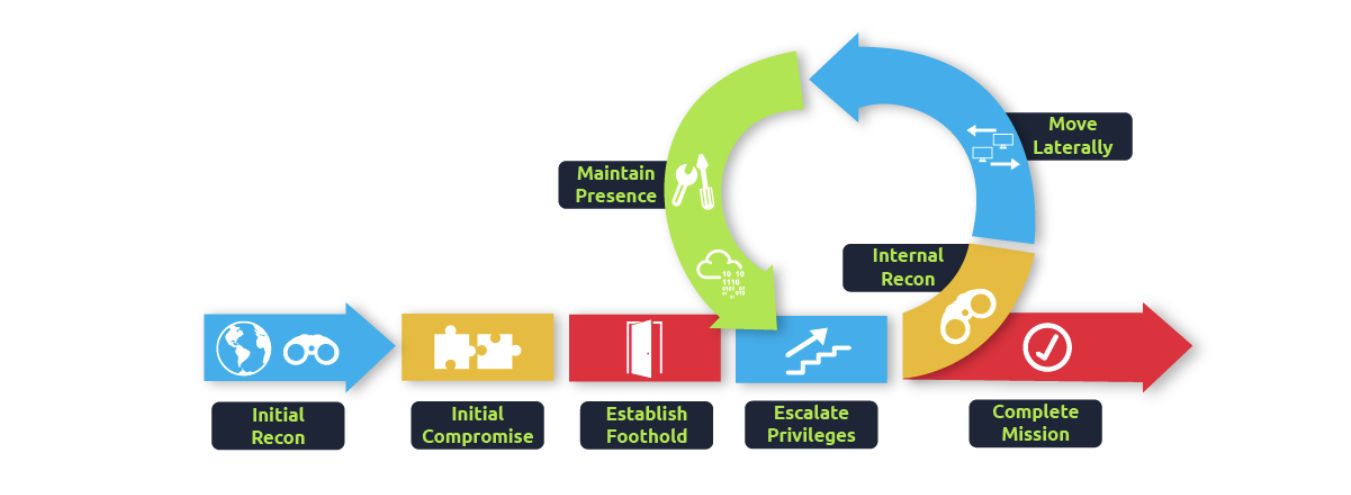 Move
Laterally
Maintain
Presence
Internal
Recon
10 10
1110
Initial
Recon
Initial
Compromise
Establish
Foothold
Escalate
Privileges
Complete
Mission